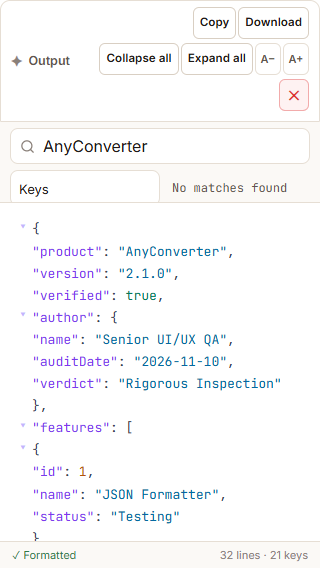 Copy Download
Output Collapse all Expand all A− A+
AnyConverter
Keys No matches found
{
"product": "AnyConverter",
"version": "2.1.0",
"verified": true,
"author": {
"name": "Senior UI/UX QA",
"auditDate": "2026-11-10",
"verdict": "Rigorous Inspection"
},
"features": [
{
"id": 1,
"name": "JSON Formatter",
"status": "Testing"
}
✓ Formatted 32 lines · 21 keys